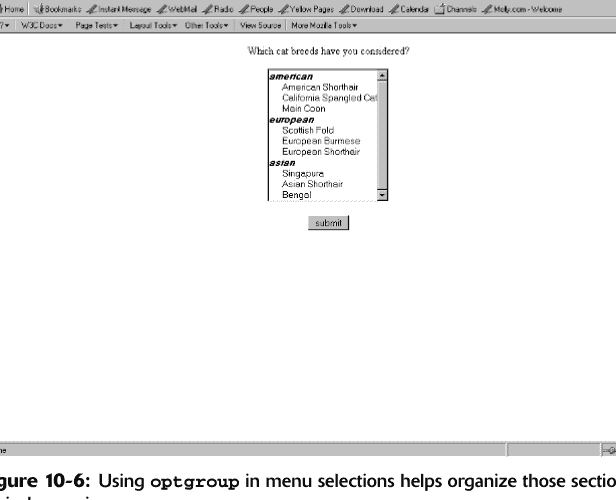 Home Bookmarks Instant Message WebMail Radio People Yellow Pages Download Calendar Channels Molly.com - Welcome
W3C Docs Page Tests Layout Tools Other Tools View Source More Mozilla Tools
Which cat breeds have you considered?
american
American Shorthair
California Spangled Cat
Main Coon
european
Scottish Fold
European Burmese
European Shorthair
asian
Singapura
Asian Shorthair
Bengal
submit
gure 10-6: Using optgroup in menu selections helps organize those sectio